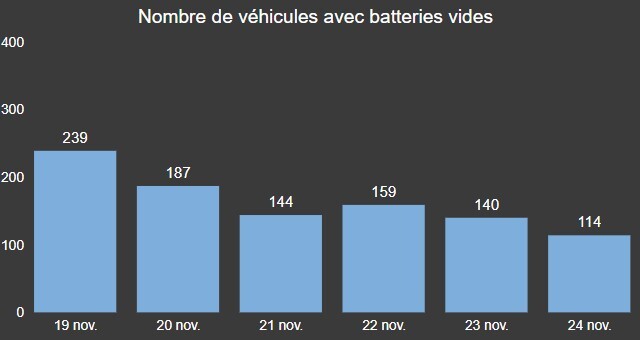 Nombre de véhicules avec batteries vides
400
300
200
100
0
239
187
144
159
140
114
19 nov.
20 nov.
21 nov.
22 nov.
23 nov.
24 nov.